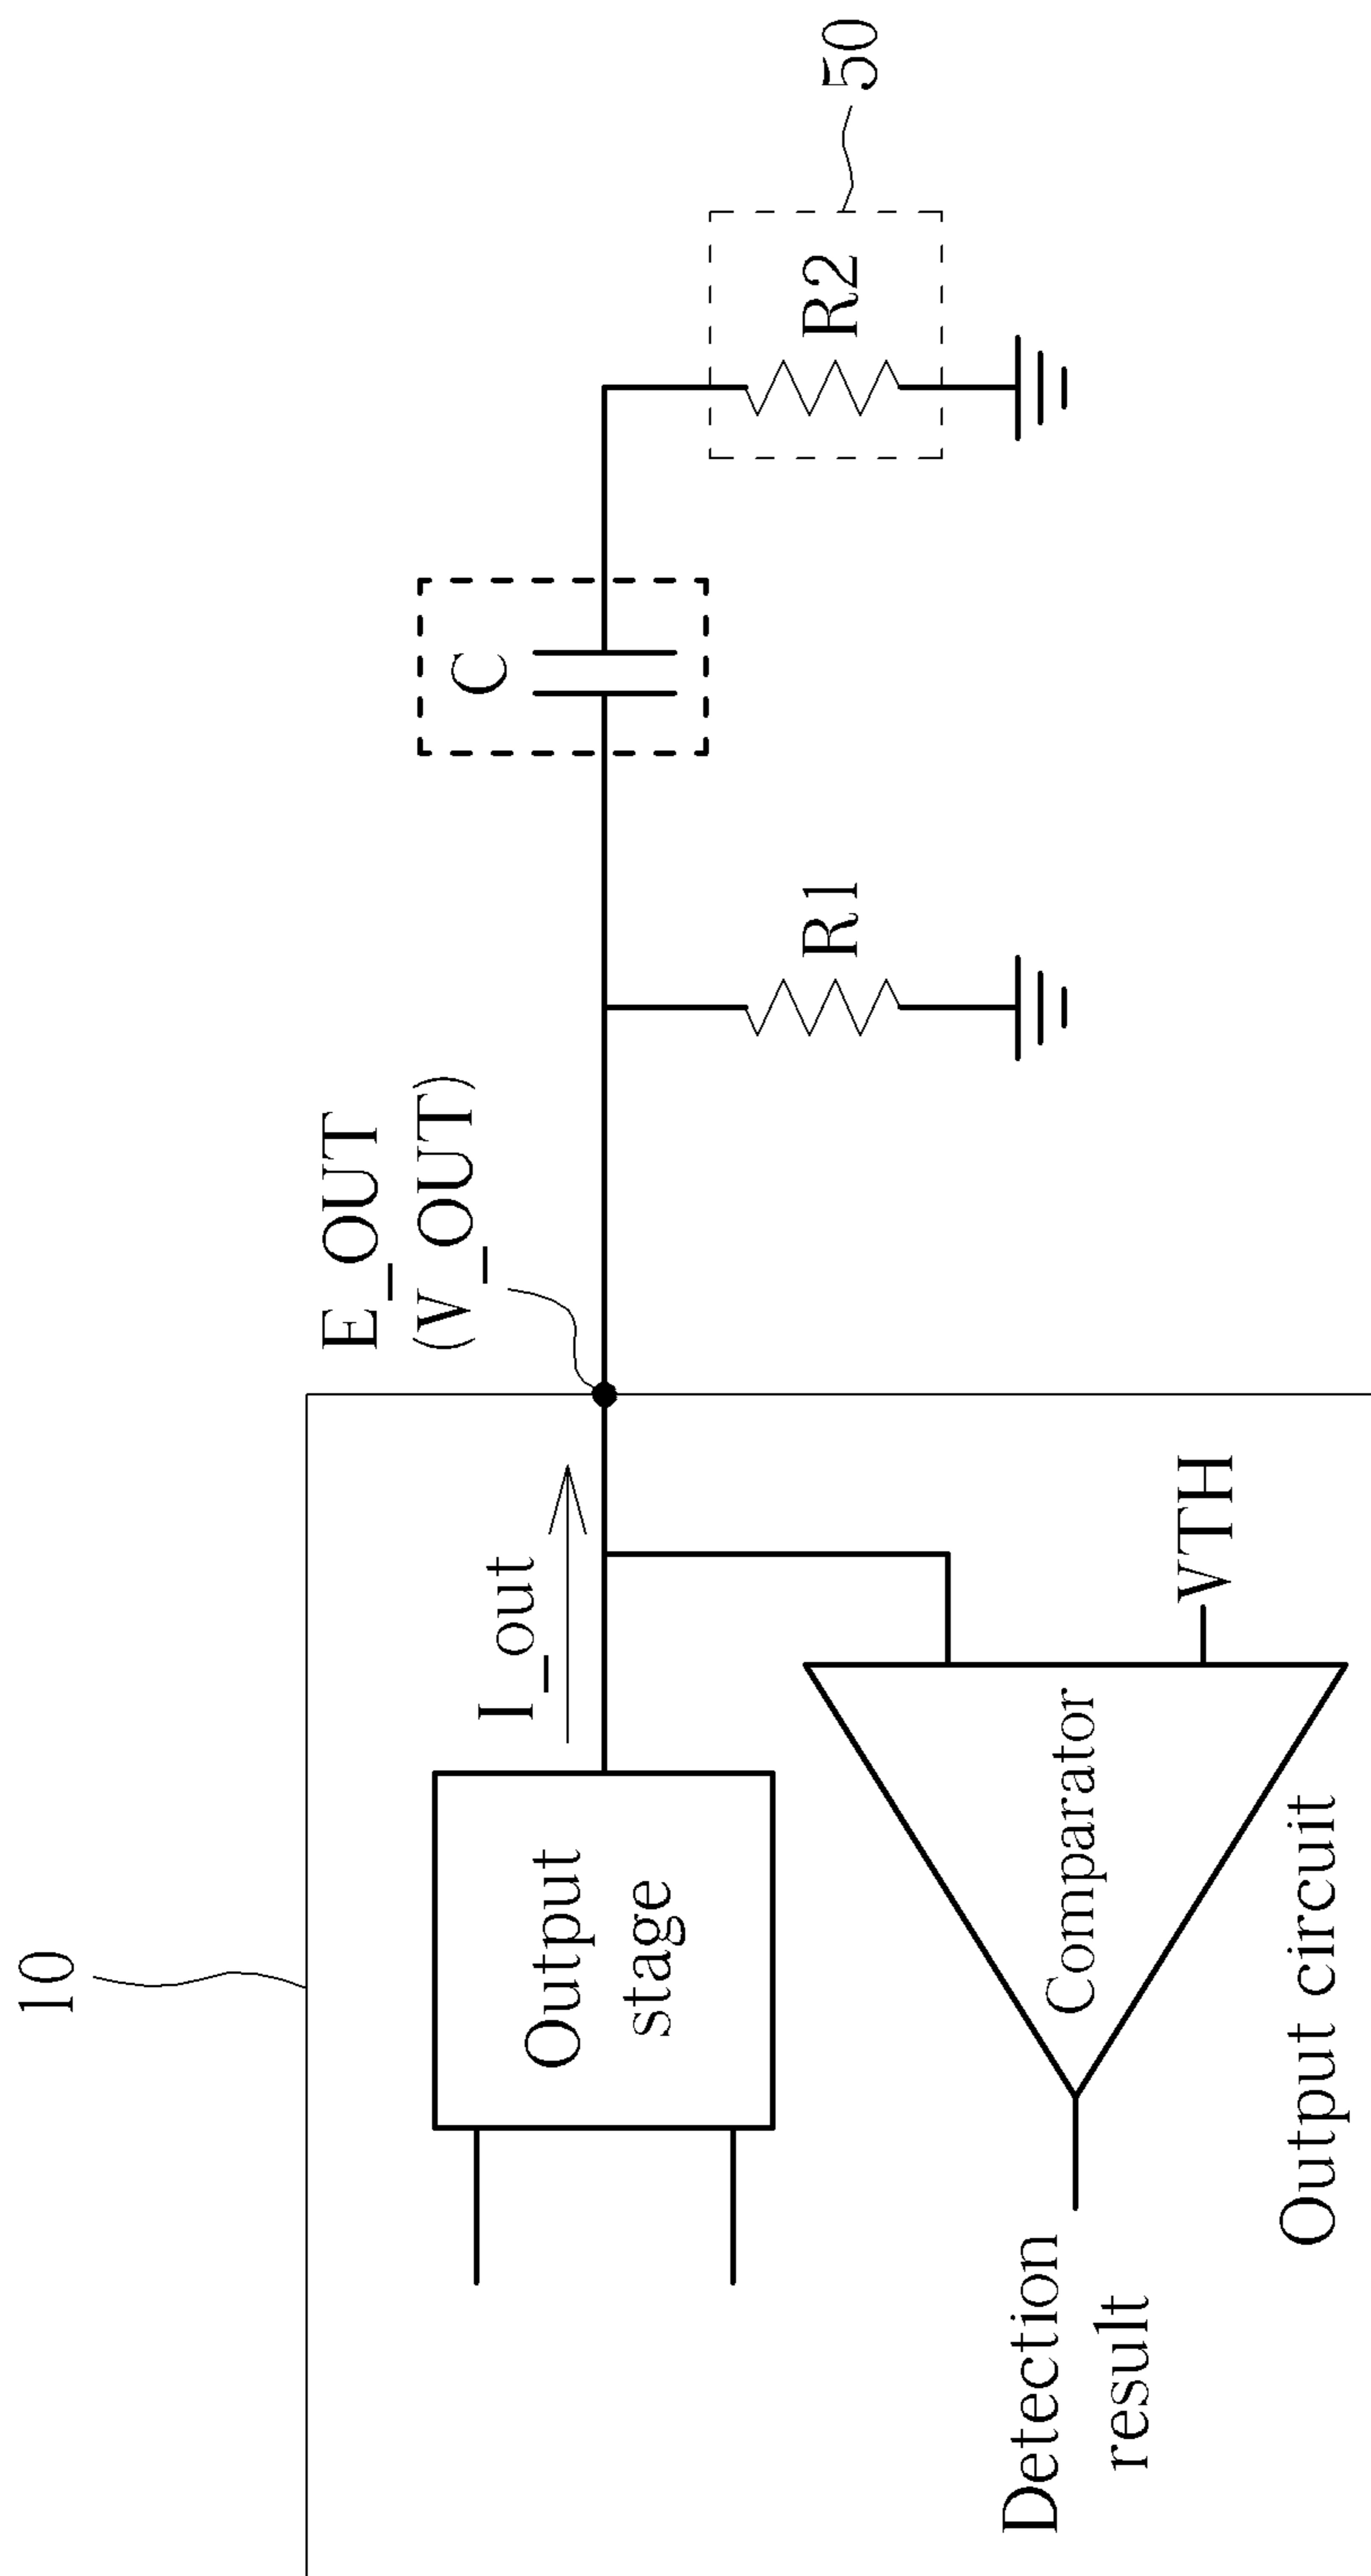 10
Output
stage
I_out
E_OUT
(V_OUT)
C
R1
R2
50
VTH
Comparator
Detection
result
Output circuit